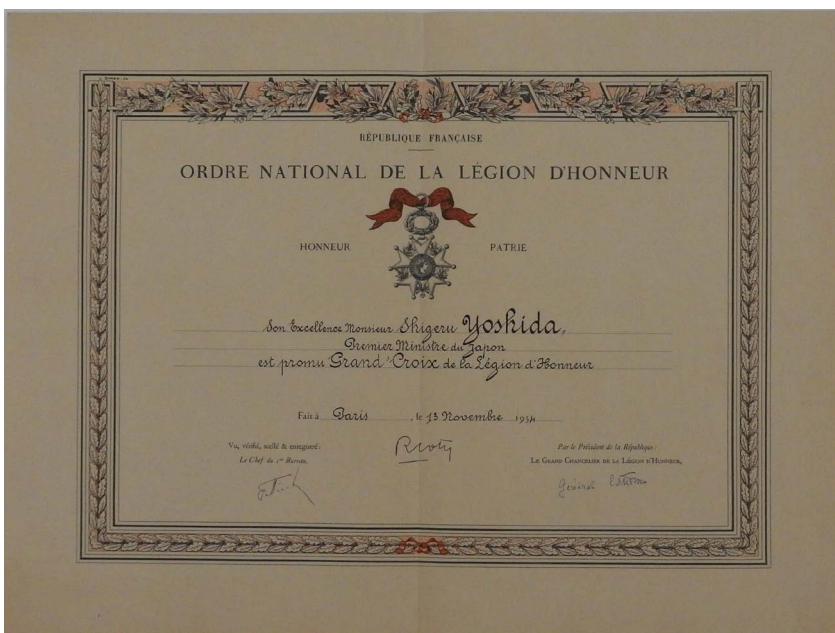 RÉPUBLIQUE FRANÇAISE
ORDRE NATIONAL DE LA LÉGION D'HONNEUR
HONNEUR PATRIE
Son Excellence Monsieur Shigeru Yoshida,
Premier Ministre du Japon
est promu Grand'Croix de la Légion d'Honneur
Fait à Paris, le 13 Novembre 1954
Vu, vérifié, scellé & enregistré:
Par le Président de la République:
Le Chef du 1er Bureau,
LE GRAND CHANCELIER DE LA LÉGION D'HONNEUR,
R Coty
Général